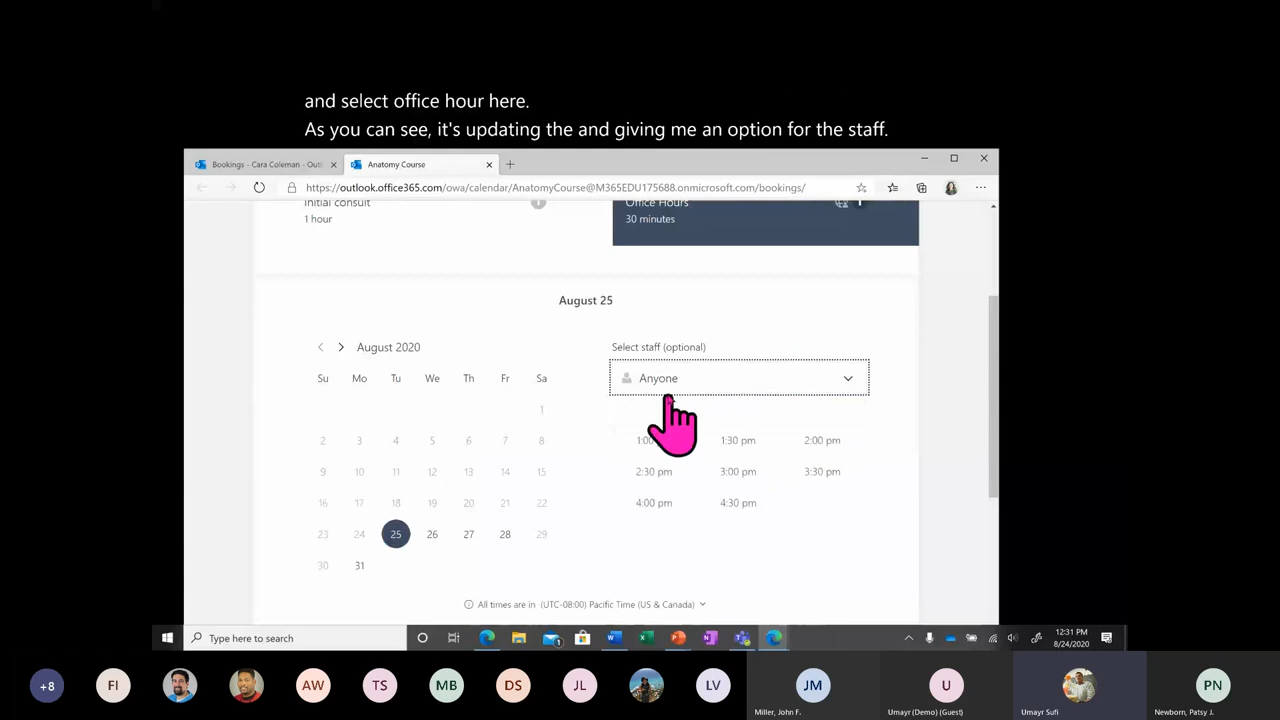 and select office hour here.
As you can see, it's updating the and giving me an option for the staff.
Bookings - Cara Coleman - Outl
Anatomy Course
https://outlook.office365.com/owa/calendar/AnatomyCourse@M365EDU175688.onmicrosoft.com/bookings/
Initial consult
1 hour
Office Hours
30 minutes
August 25
August 2020
Select staff (optional)
Su Mo Tu We Th Fr Sa
Anyone
1
2 3 4 5 6 7 8
1:00 1:30 pm 2:00 pm
9 10 11 12 13 14 15
2:30 pm 3:00 pm 3:30 pm
16 17 18 19 20 21 22
4:00 pm 4:30 pm
23 24 25 26 27 28 29
30 31
All times are in (UTC-08:00) Pacific Time (US & Canada)
Type here to search
12:31 PM
8/24/2020
+8 FI AW TS MB DS JL LV JM U PN
Miller, John F. Umayr (Demo) (Guest) Umayr Sufi Newborn, Patsy J.